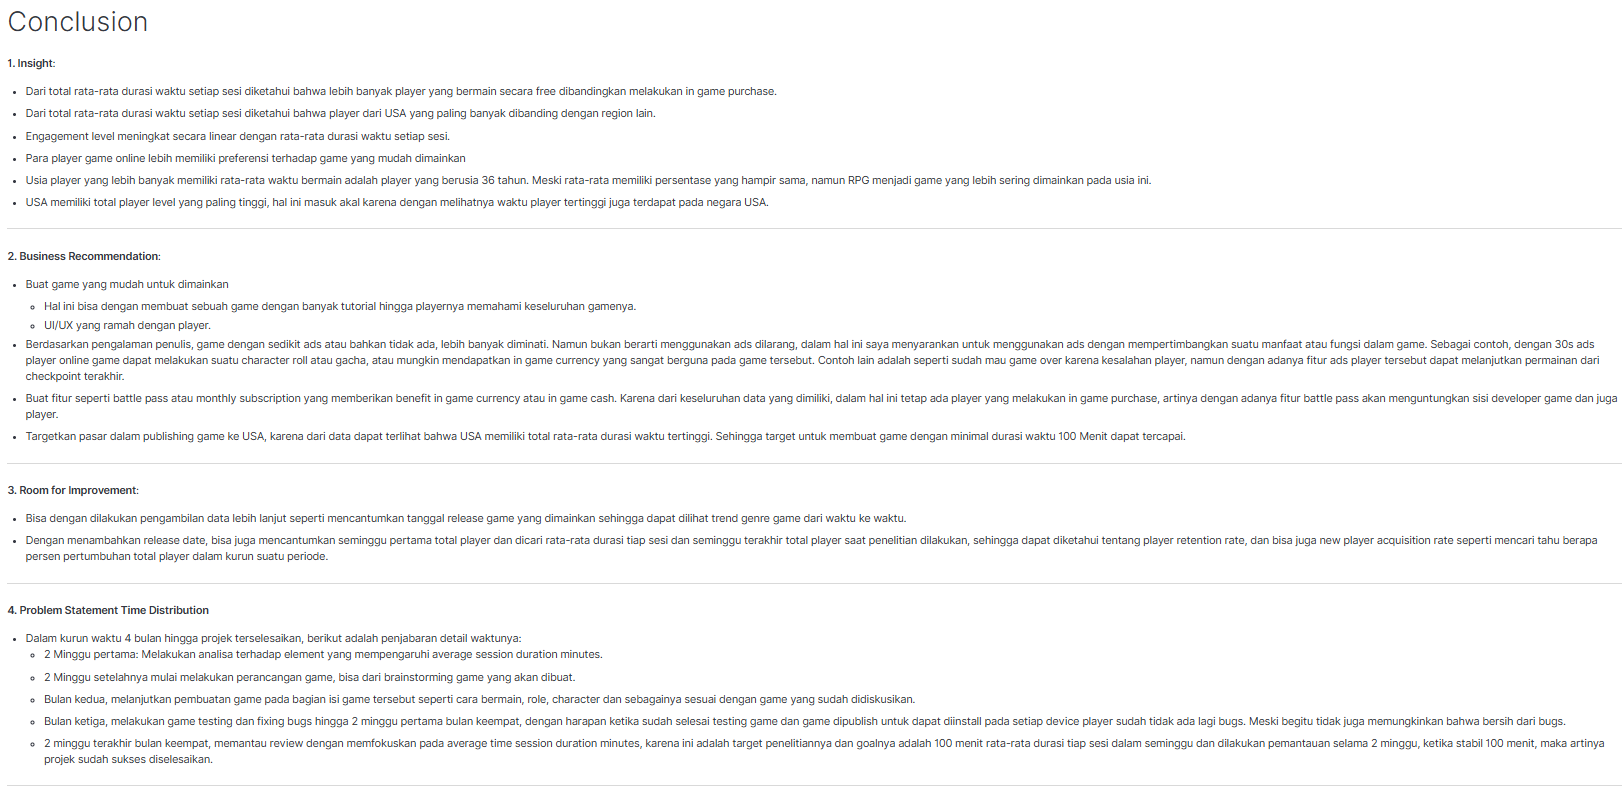 Conclusion
1. Insight:
• Dari total rata-rata durasi waktu setiap sesi diketahui bahwa lebih banyak player yang bermain secara free dibandingkan melakukan in game purchase.
• Dari total rata-rata durasi waktu setiap sesi diketahui bahwa player dari USA yang paling banyak dibanding dengan region lain.
• Engagement level meningkat secara linear dengan rata-rata durasi waktu setiap sesi.
• Para player game online lebih memiliki preferensi terhadap game yang mudah dimainkan
• Usia player yang lebih banyak memiliki rata-rata waktu bermain adalah player yang berusia 36 tahun. Meski rata-rata memiliki persentase yang hampir sama, namun RPG menjadi game yang lebih sering dimainkan pada usia ini.
• USA memiliki total player level yang paling tinggi, hal ini masuk akal karena dengan melihatnya waktu player tertinggi juga terdapat pada negara USA.
2. Business Recommendation:
• Buat game yang mudah untuk dimainkan
◦ Hal ini bisa dengan membuat sebuah game dengan banyak tutorial hingga playernya memahami keseluruhan gamenya.
◦ UI/UX yang ramah dengan player.
• Berdasarkan pengalaman penulis, game dengan sedikit ads atau bahkan tidak ada, lebih banyak diminati. Namun bukan berarti menggunakan ads dilarang, dalam hal ini saya menyarankan untuk menggunakan ads dengan mempertimbangkan suatu manfaat atau fungsi dalam game. Sebagai contoh, dengan 30s ads
player online game dapat melakukan suatu character roll atau gacha, atau mungkin mendapatkan in game currency yang sangat berguna pada game tersebut. Contoh lain adalah seperti sudah mau game over karena kesalahan player, namun dengan adanya fitur ads player tersebut dapat melanjutkan permainan dari
checkpoint terakhir.
• Buat fitur seperti battle pass atau monthly subscription yang memberikan benefit in game currency atau in game cash. Karena dari keseluruhan data yang dimiliki, dalam hal ini tetap ada player yang melakukan in game purchase, artinya dengan adanya fitur battle pass akan menguntungkan sisi developer game dan juga
player.
• Targetkan pasar dalam publishing game ke USA, karena dari data dapat terlihat bahwa USA memiliki total rata-rata durasi waktu tertinggi. Sehingga target untuk membuat game dengan minimal durasi waktu 100 Menit dapat tercapai.
3. Room for Improvement:
• Bisa dengan dilakukan pengambilan data lebih lanjut seperti mencantumkan tanggal release game yang dimainkan sehingga dapat dilihat trend genre game dari waktu ke waktu.
• Dengan menambahkan release date, bisa juga mencantumkan seminggu pertama total player dan dicari rata-rata durasi tiap sesi dan seminggu terakhir total player saat penelitian dilakukan, sehingga dapat diketahui tentang player retention rate, dan bisa juga new player acquisition rate seperti mencari tahu berapa
persen pertumbuhan total player dalam kurun suatu periode.
4. Problem Statement Time Distribution
• Dalam kurun waktu 4 bulan hingga projek terselesaikan, berikut adalah penjabaran detail waktunya:
◦ 2 Minggu pertama: Melakukan analisa terhadap element yang mempengaruhi average session duration minutes.
◦ 2 Minggu setelahnya mulai melakukan perancangan game, bisa dari brainstorming game yang akan dibuat.
◦ Bulan kedua, melanjutkan pembuatan game pada bagian isi game tersebut seperti cara bermain, role, character dan sebagainya sesuai dengan game yang sudah didiskusikan.
◦ Bulan ketiga, melakukan game testing dan fixing bugs hingga 2 minggu pertama bulan keempat, dengan harapan ketika sudah selesai testing game dan game dipublish untuk dapat diinstall pada setiap device player sudah tidak ada lagi bugs. Meski begitu tidak juga memungkinkan bahwa bersih dari bugs.
◦ 2 minggu terakhir bulan keempat, memantau review dengan memfokuskan pada average time session duration minutes, karena ini adalah target penelitiannya dan goalnya adalah 100 menit rata-rata durasi tiap sesi dalam seminggu dan dilakukan pemantauan selama 2 minggu, ketika stabil 100 menit, maka artinya
projek sudah sukses diselesaikan.